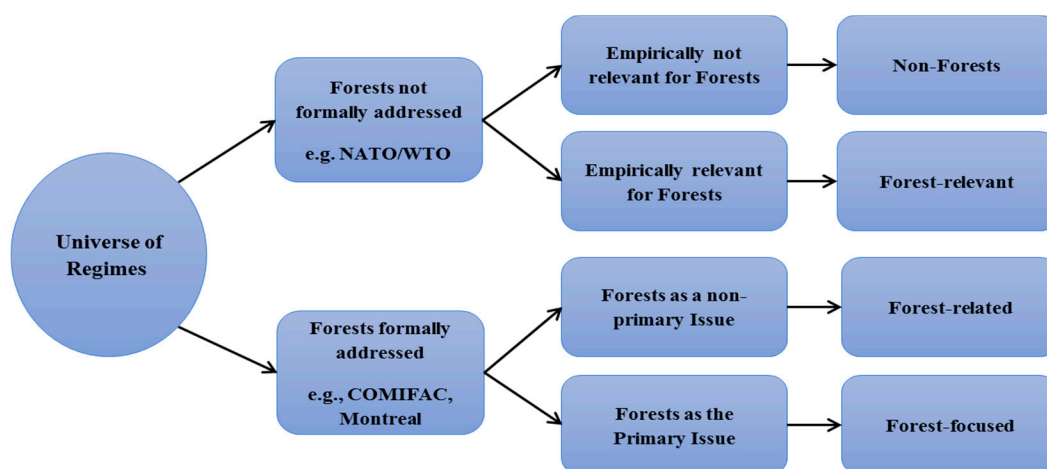 Universe of
Regimes
Forests not
formally addressed
e.g. NATO/WTO
Forests formally
addressed
e.g., COMIFAC,
Montreal
Empirically not
relevant for Forests
Empirically relevant
for Forests
Forests as a non-
primary Issue
Forests as the
Primary Issue
Non-Forests
Forest-relevant
Forest-related
Forest-focused